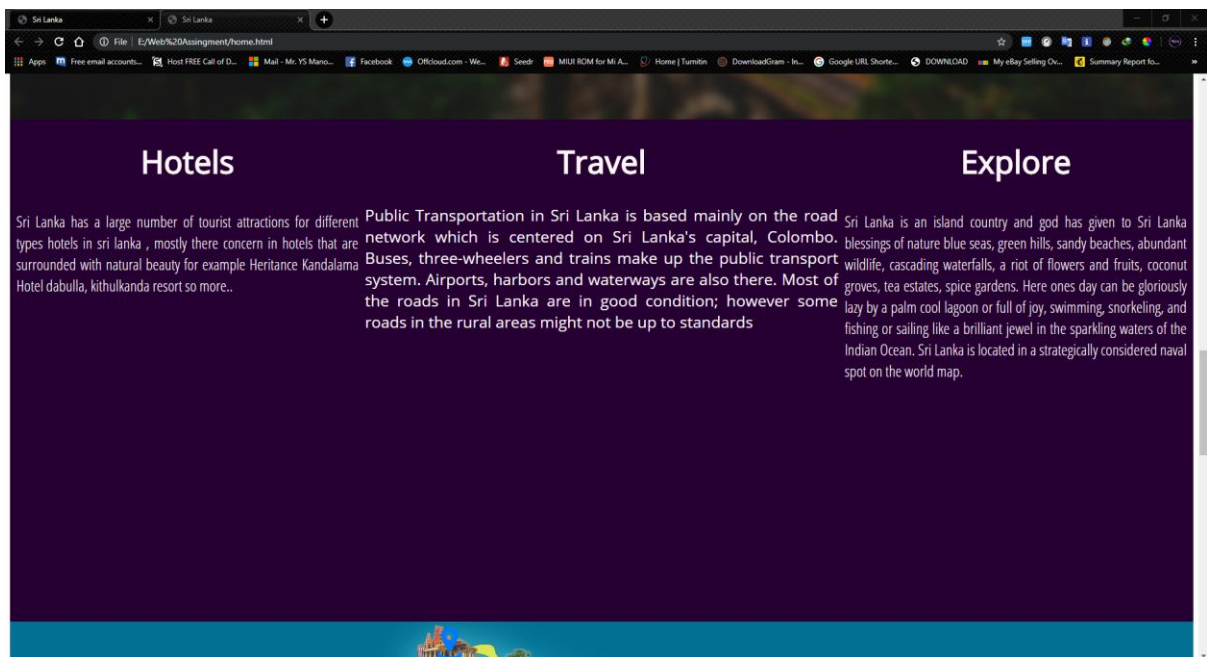 Sri Lanka
Sri Lanka
File
E:/Web%20Assingment/home.html
Apps
Free email accounts...
Host FREE Call of D...
Mail - Mr. YS Mano...
Facebook
Offcloud.com - We...
Seedr
MIUI ROM for Mi A...
Home | Turnitin
DownloadGram - In...
Google URL Shorte...
DOWNLOAD
My eBay Selling Ov...
Summary Report fo...
Hotels
Sri Lanka has a large number of tourist attractions for different
types hotels in sri lanka , mostly there concern in hotels that are
surrounded with natural beauty for example Heritance Kandalama
Hotel dabulla, kithulkanda resort so more..
Travel
Public Transportation in Sri Lanka is based mainly on the road
network which is centered on Sri Lanka's capital, Colombo.
Buses, three-wheelers and trains make up the public transport
system. Airports, harbors and waterways are also there. Most of
the roads in Sri Lanka are in good condition; however some
roads in the rural areas might not be up to standards
Explore
Sri Lanka is an island country and god has given to Sri Lanka
blessings of nature blue seas, green hills, sandy beaches, abundant
wildlife, cascading waterfalls, a riot of flowers and fruits, coconut
groves, tea estates, spice gardens. Here ones day can be gloriously
lazy by a palm cool lagoon or full of joy, swimming, snorkeling, and
fishing or sailing like a brilliant jewel in the sparkling waters of the
Indian Ocean. Sri Lanka is located in a strategically considered naval
spot on the world map.